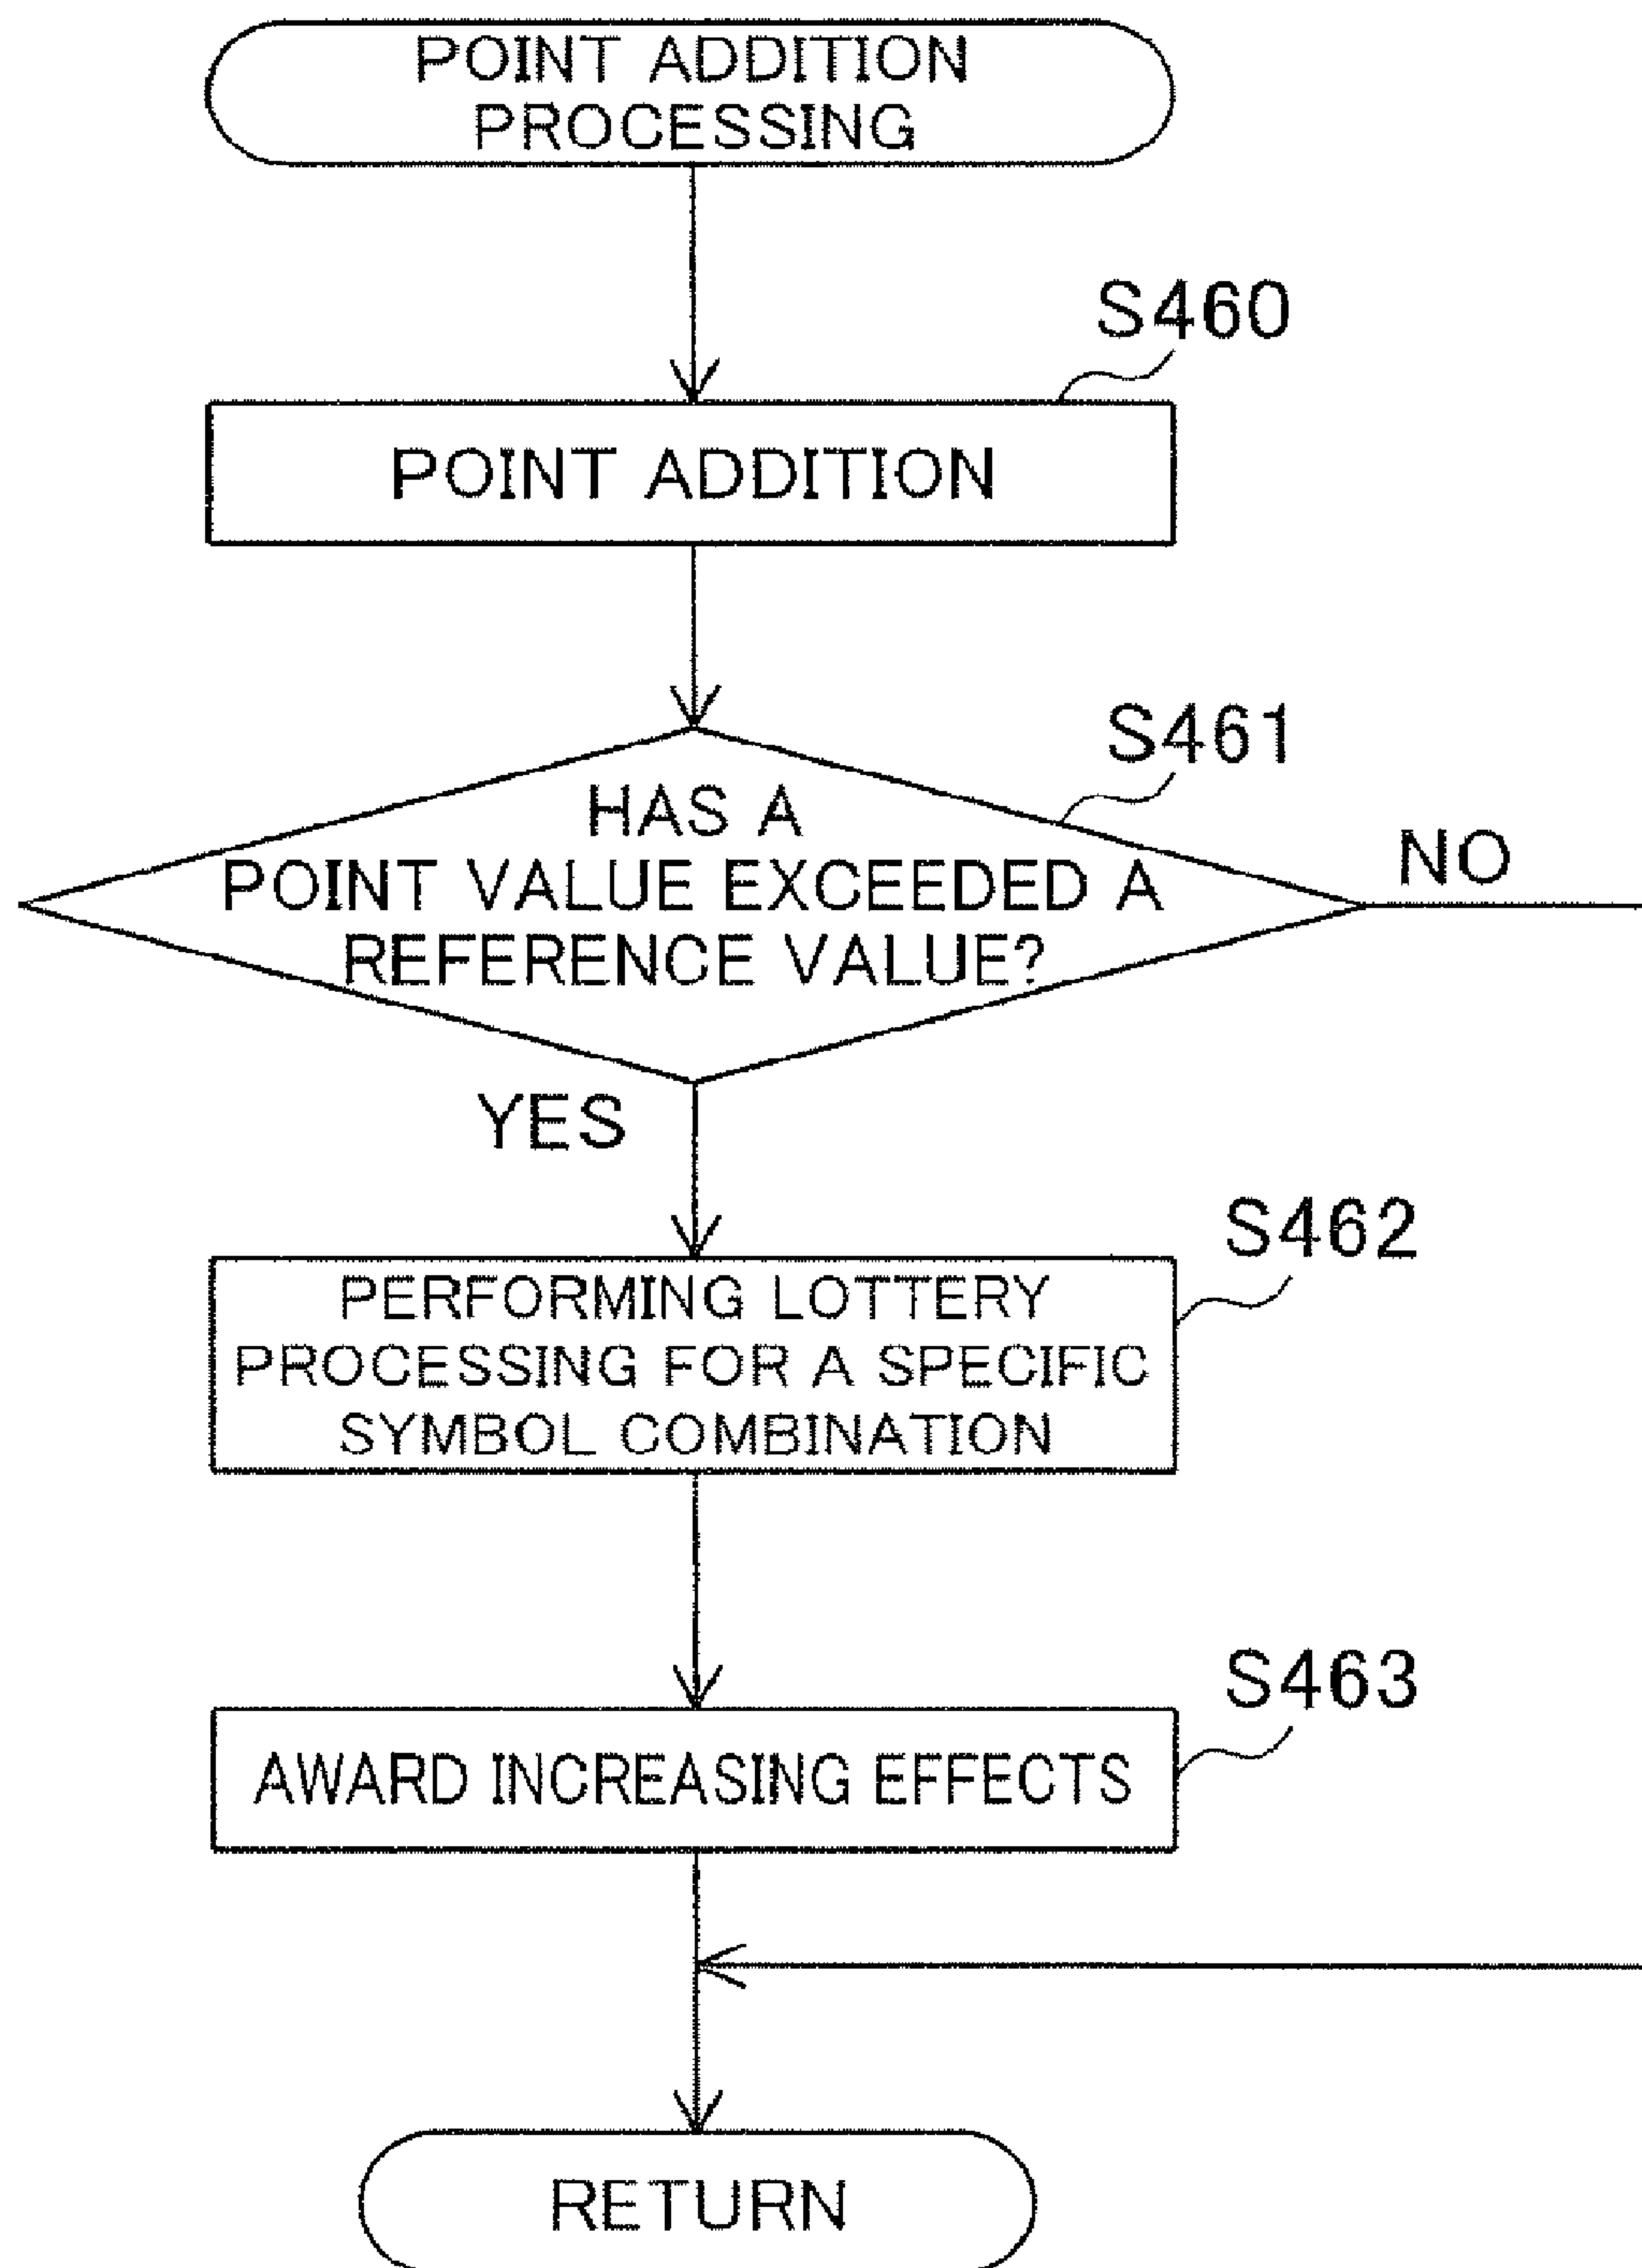 POINT ADDITION
PROCESSING
S460
POINT ADDITION
S461
HAS A
POINT VALUE EXCEEDED A
REFERENCE VALUE?
NO
YES
S462
PERFORMING LOTTERY
PROCESSING FOR A SPECIFIC
SYMBOL COMBINATION
S463
AWARD INCREASING EFFECTS
RETURN